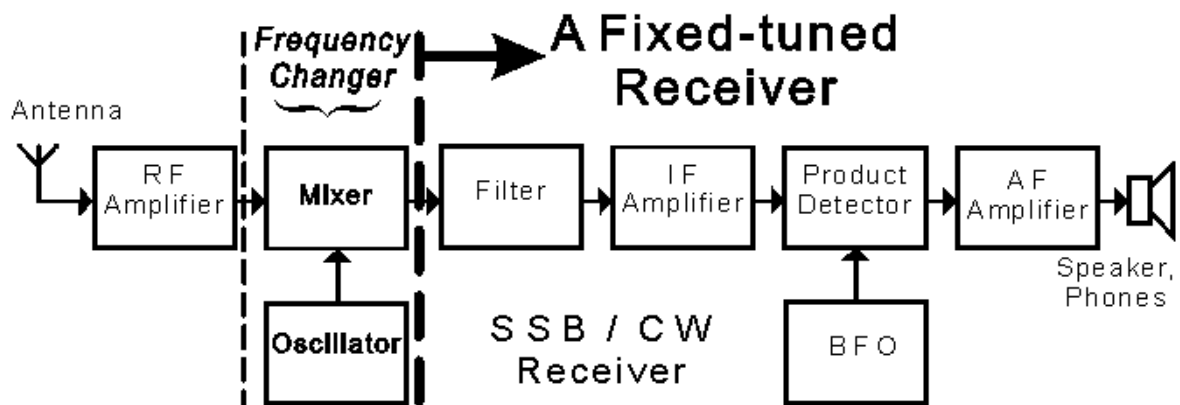 Frequency
Changer
A Fixed-tuned
Receiver
Antenna
RF
Amplifier
Mixer
Filter
IF
Amplifier
Product
Detector
AF
Amplifier
Speaker,
Phones
Oscillator
SSB / CW
Receiver
BFO